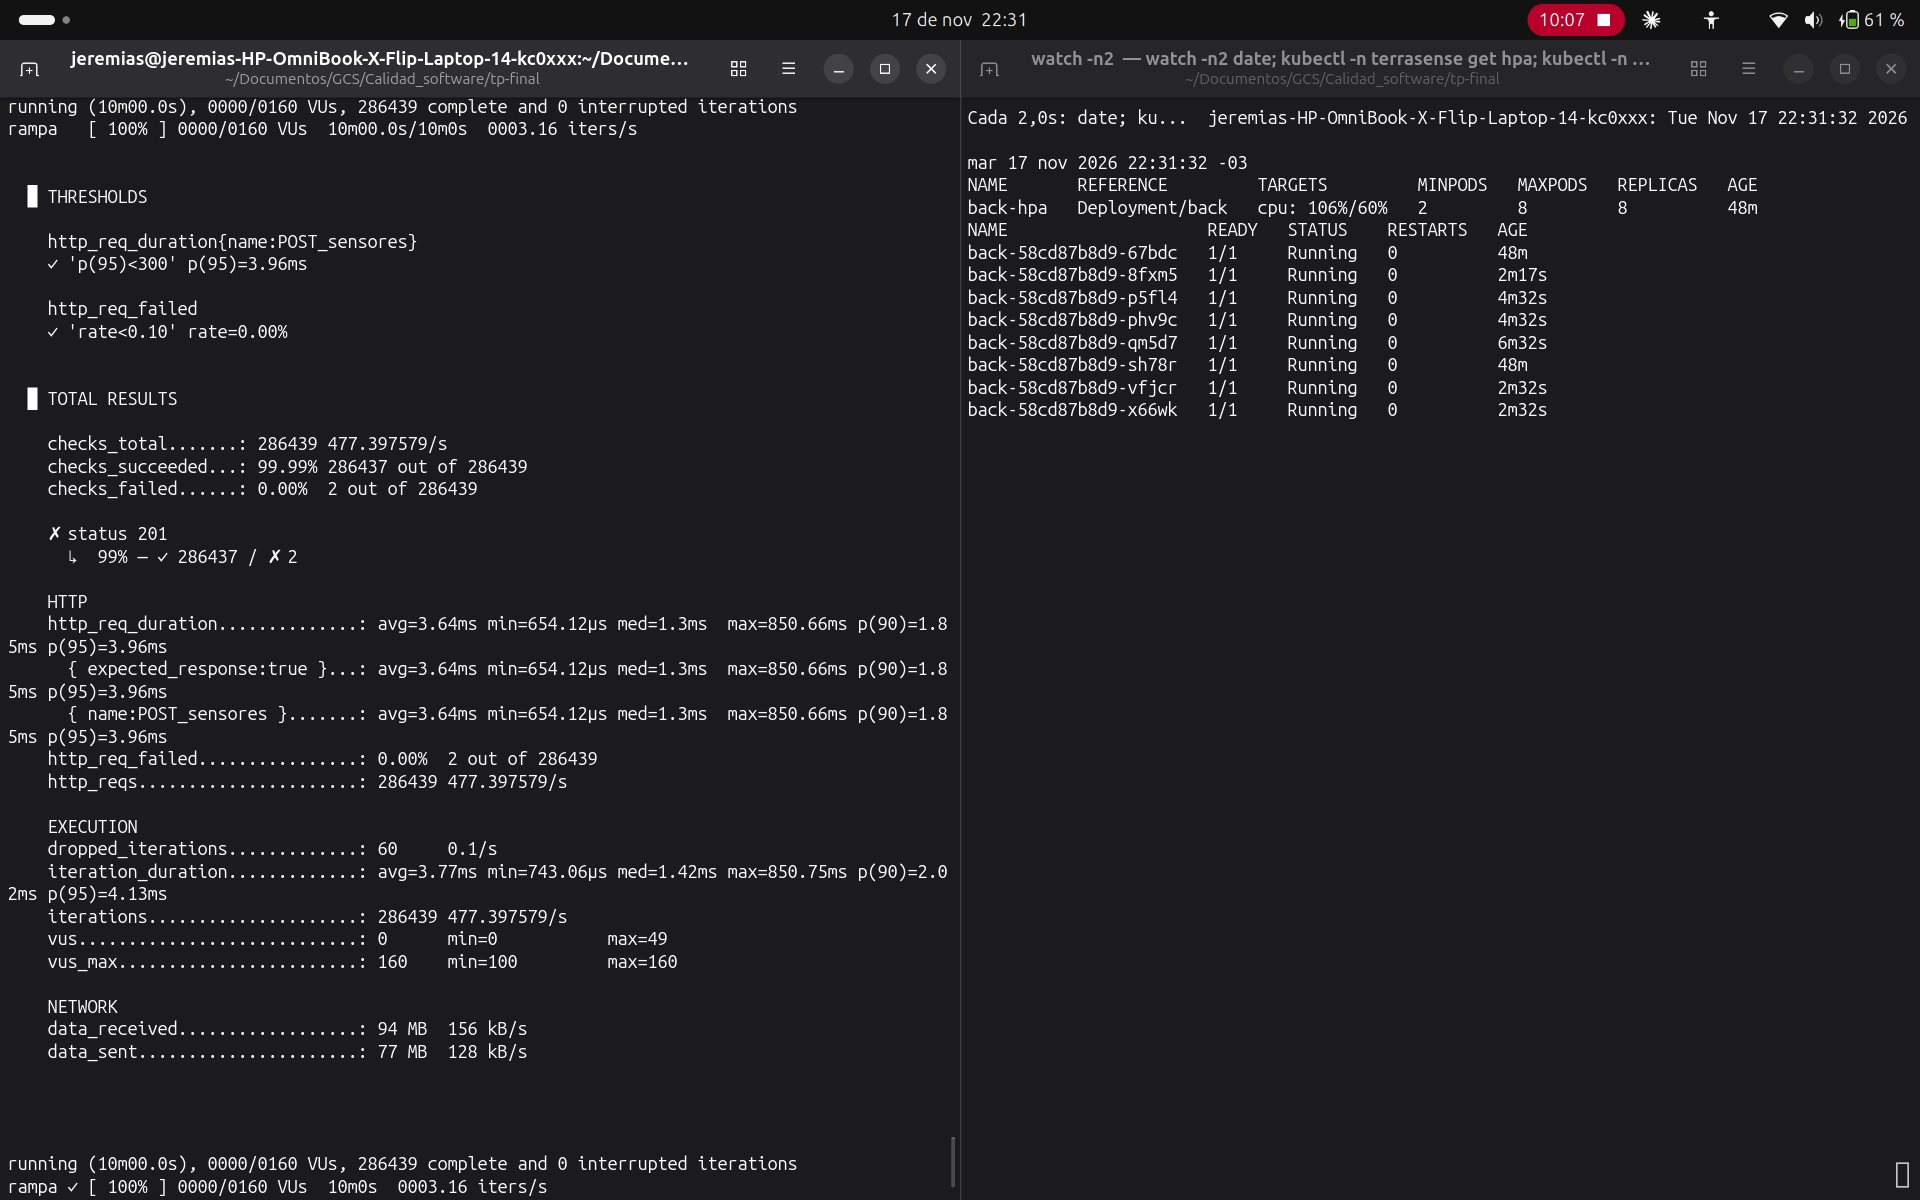 17 de nov 22:31
10:07
61 %
jeremias@jeremias-HP-OmniBook-X-Flip-Laptop-14-kc0xxx:~/Docume...
~/Documentos/GCS/Calidad_software/tp-final
running (10m00.0s), 0000/0160 VUs, 286439 complete and 0 interrupted iterations
rampa   [ 100% ] 0000/0160 VUs  10m00.0s/10m0s  0003.16 iters/s
█ THRESHOLDS
http_req_duration{name:POST_sensores}
✓ 'p(95)<300' p(95)=3.96ms
http_req_failed
✓ 'rate<0.10' rate=0.00%
█ TOTAL RESULTS
checks_total.......: 286439 477.397579/s
checks_succeeded...: 99.99% 286437 out of 286439
checks_failed......: 0.00%  2 out of 286439
✗ status 201
↳  99% — ✓ 286437 / ✗ 2
HTTP
http_req_duration..............: avg=3.64ms min=654.12µs med=1.3ms  max=850.66ms p(90)=1.8
5ms p(95)=3.96ms
{ expected_response:true }...: avg=3.64ms min=654.12µs med=1.3ms  max=850.66ms p(90)=1.8
5ms p(95)=3.96ms
{ name:POST_sensores }.......: avg=3.64ms min=654.12µs med=1.3ms  max=850.66ms p(90)=1.8
5ms p(95)=3.96ms
http_req_failed................: 0.00%  2 out of 286439
http_reqs......................: 286439 477.397579/s
EXECUTION
dropped_iterations.............: 60     0.1/s
iteration_duration.............: avg=3.77ms min=743.06µs med=1.42ms max=850.75ms p(90)=2.0
2ms p(95)=4.13ms
iterations.....................: 286439 477.397579/s
vus............................: 0      min=0           max=49
vus_max........................: 160    min=100         max=160
NETWORK
data_received..................: 94 MB  156 kB/s
data_sent......................: 77 MB  128 kB/s
running (10m00.0s), 0000/0160 VUs, 286439 complete and 0 interrupted iterations
rampa ✓ [ 100% ] 0000/0160 VUs  10m0s  0003.16 iters/s
watch -n2 — watch -n2 date; kubectl -n terrasense get hpa; kubectl -n ...
~/Documentos/GCS/Calidad_software/tp-final
Cada 2,0s: date; ku...  jeremias-HP-OmniBook-X-Flip-Laptop-14-kc0xxx: Tue Nov 17 22:31:32 2026
mar 17 nov 2026 22:31:32 -03
NAME       REFERENCE         TARGETS         MINPODS   MAXPODS   REPLICAS   AGE
back-hpa   Deployment/back   cpu: 106%/60%   2         8         8          48m
NAME                    READY   STATUS    RESTARTS   AGE
back-58cd87b8d9-67bdc   1/1     Running   0          48m
back-58cd87b8d9-8fxm5   1/1     Running   0          2m17s
back-58cd87b8d9-p5fl4   1/1     Running   0          4m32s
back-58cd87b8d9-phv9c   1/1     Running   0          4m32s
back-58cd87b8d9-qm5d7   1/1     Running   0          6m32s
back-58cd87b8d9-sh78r   1/1     Running   0          48m
back-58cd87b8d9-vfjcr   1/1     Running   0          2m32s
back-58cd87b8d9-x66wk   1/1     Running   0          2m32s